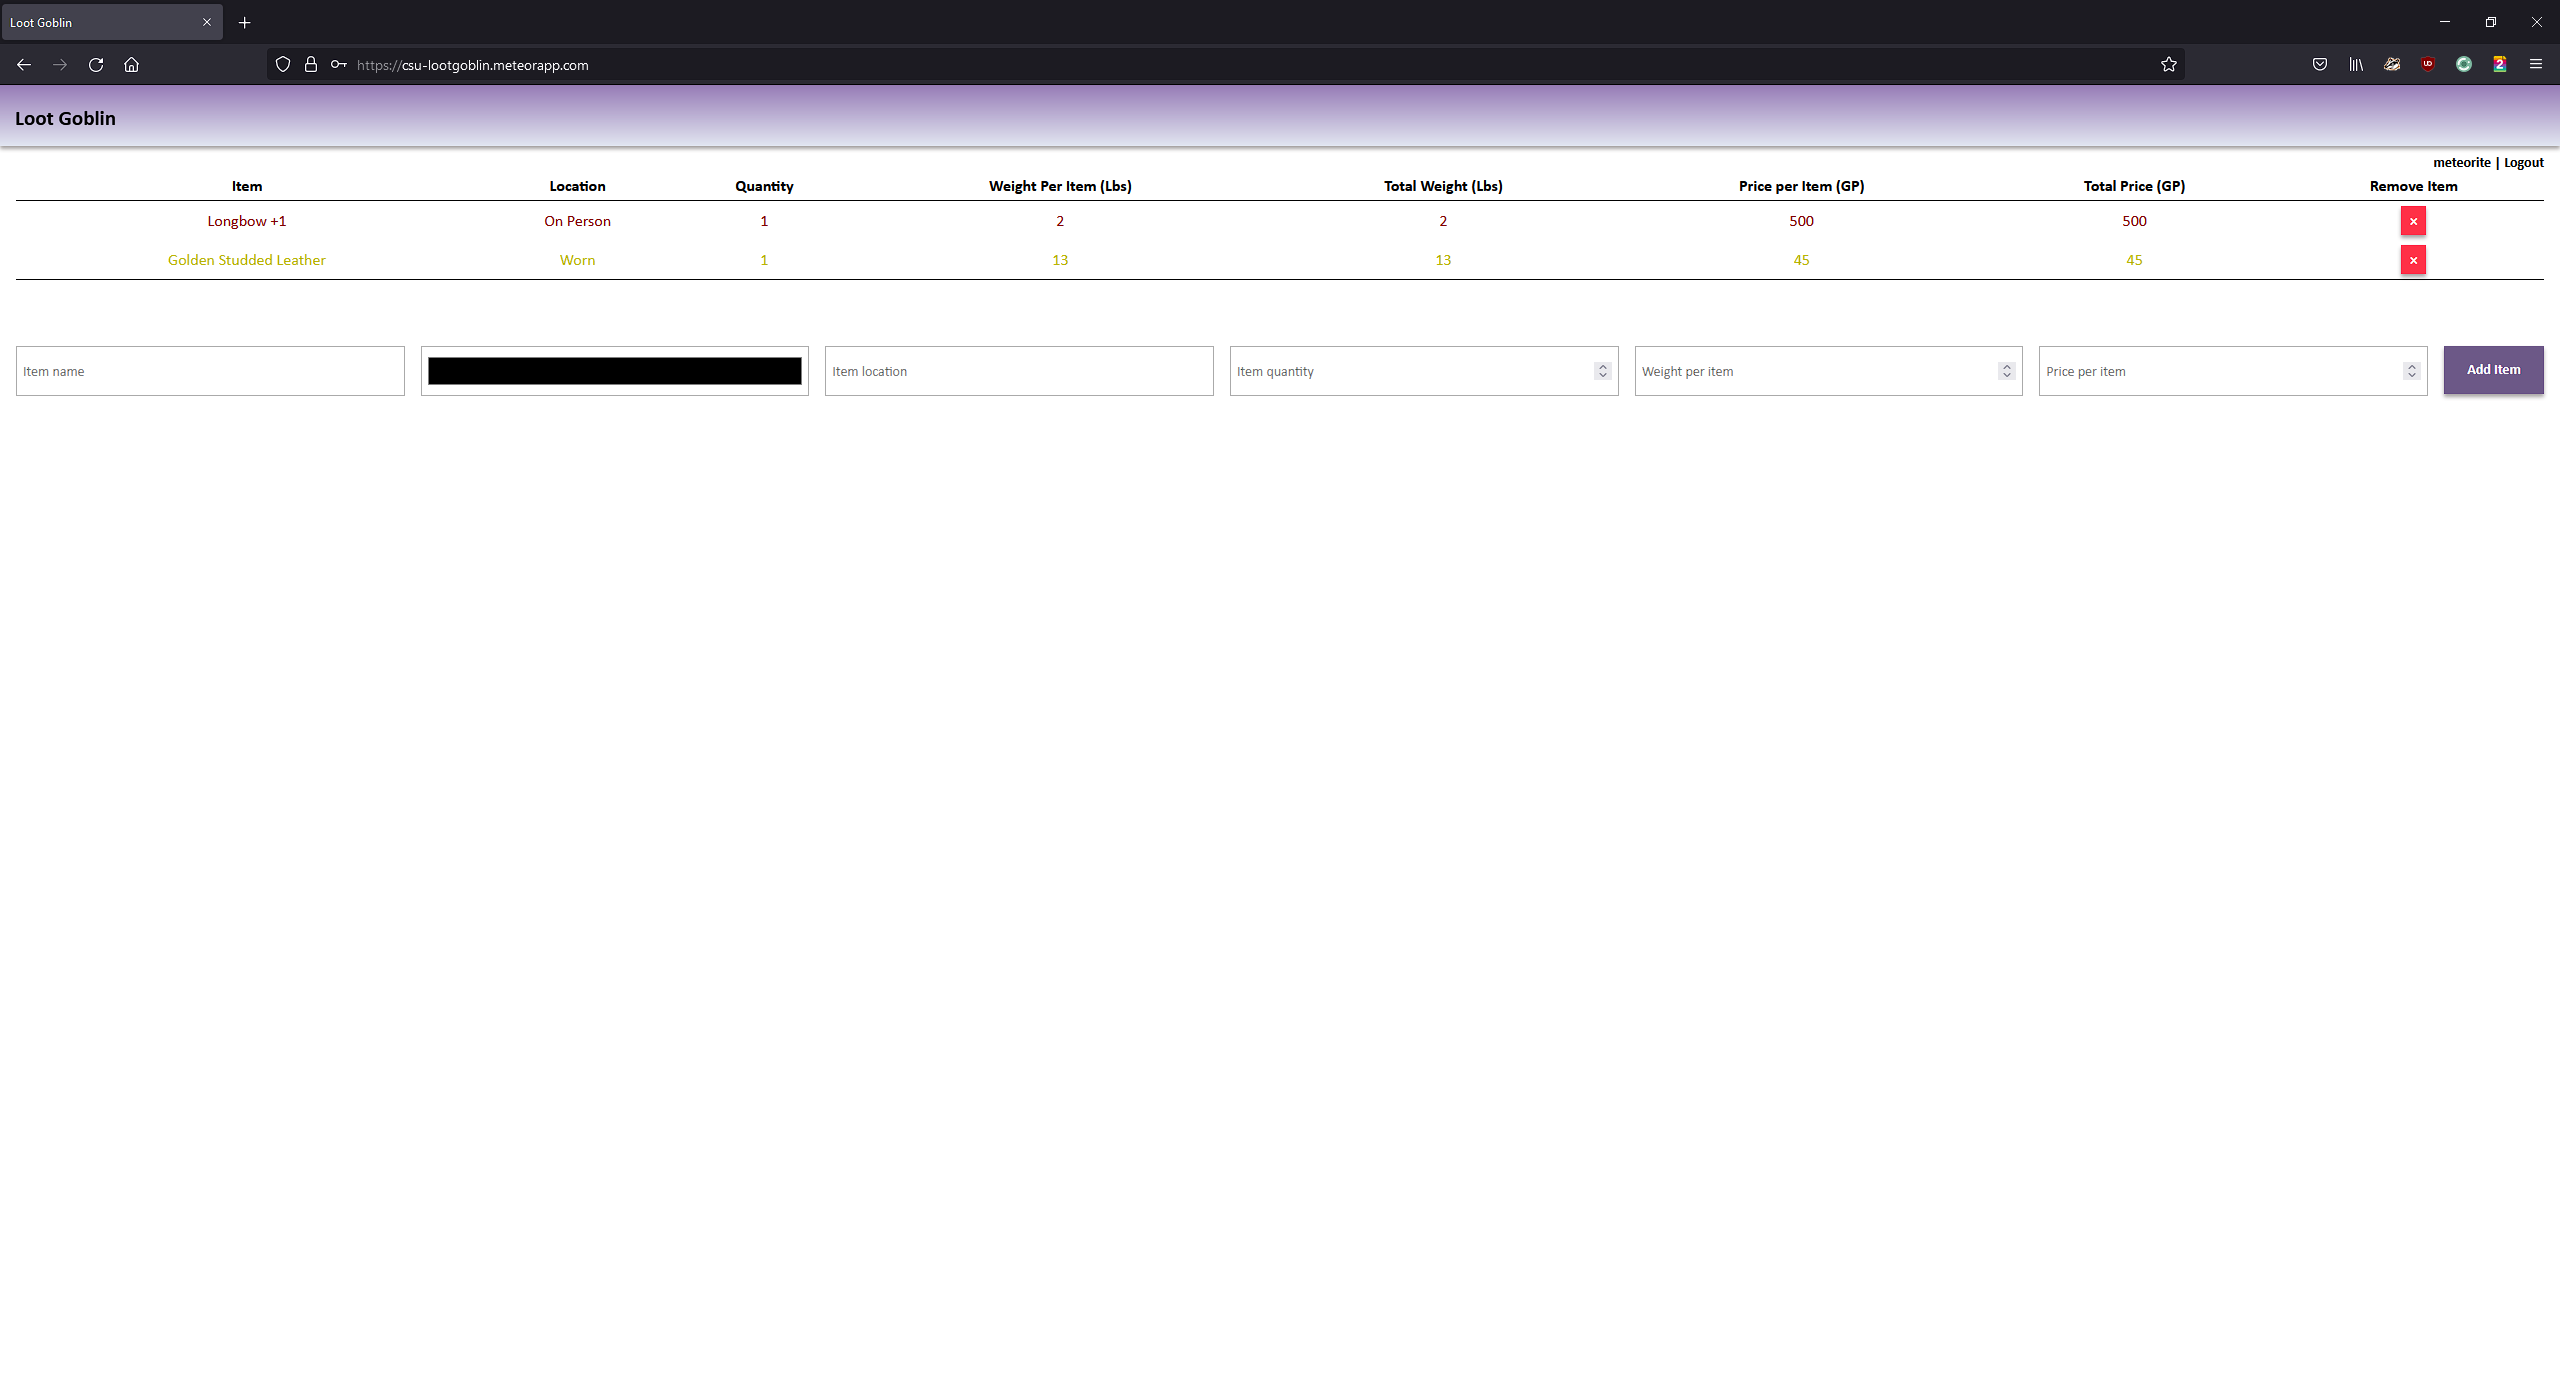 Loot Goblin
https://csu-lootgoblin.meteorapp.com
Loot Goblin
meteorite | Logout
Item Location Quantity Weight Per Item (Lbs) Total Weight (Lbs) Price per Item (GP) Total Price (GP) Remove Item
Longbow +1 On Person 1 2 2 500 500 ×
Golden Studded Leather Worn 1 13 13 45 45 ×
Item name Item location Item quantity Weight per item Price per item Add Item